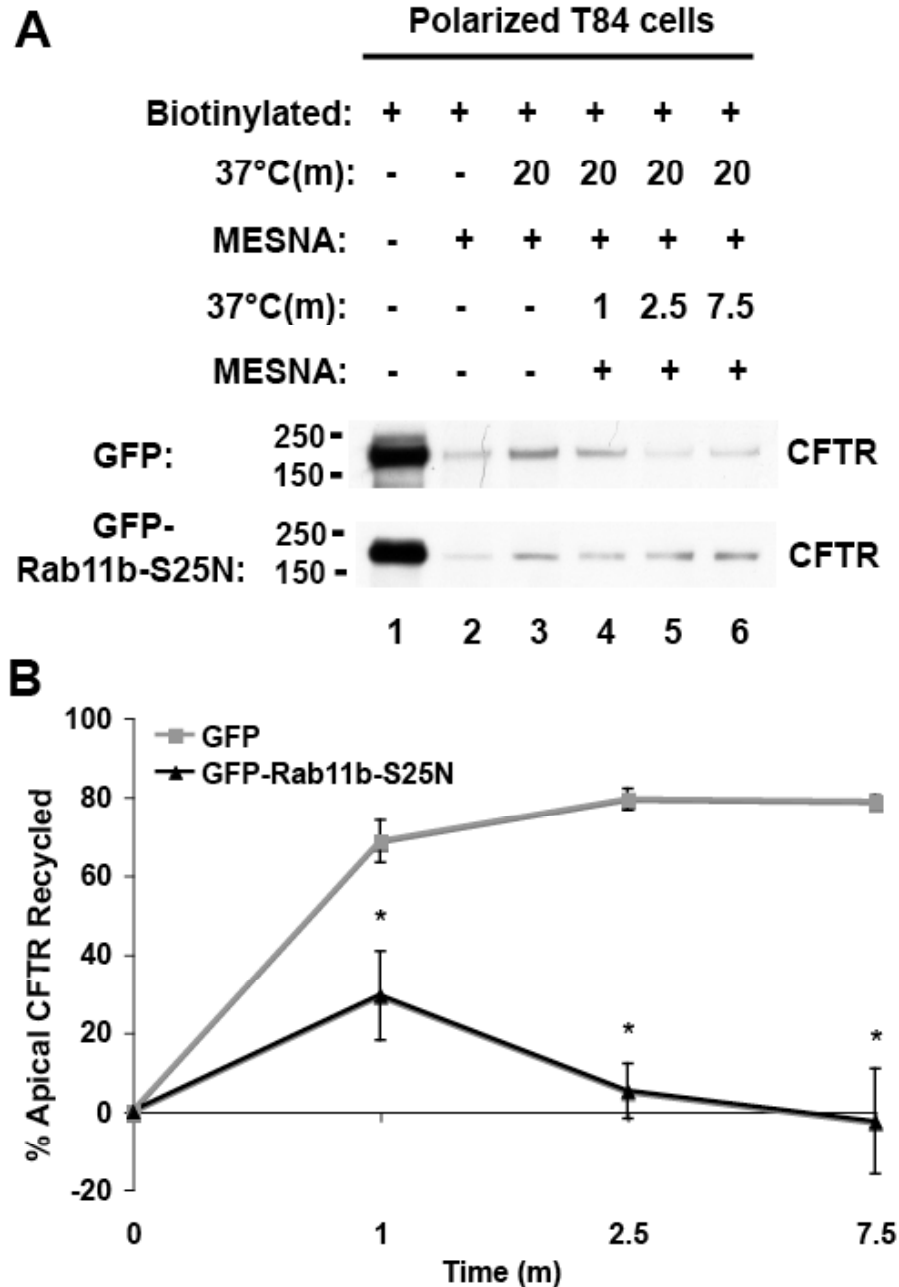 A
Polarized T84 cells
Biotinylated: + + + + + +
37°C(m): - - 20 20 20 20
MESNA: - + + + + +
37°C(m): - - - 1 2.5 7.5
MESNA: - - - + + +
GFP: 250- 150- CFTR
GFP-
Rab11b-S25N: 250- 150- CFTR
1 2 3 4 5 6
B
GFP
GFP-Rab11b-S25N
% Apical CFTR Recycled
100
80
60
40
20
0
-20
*
*
*
0 1 2.5 7.5
Time (m)